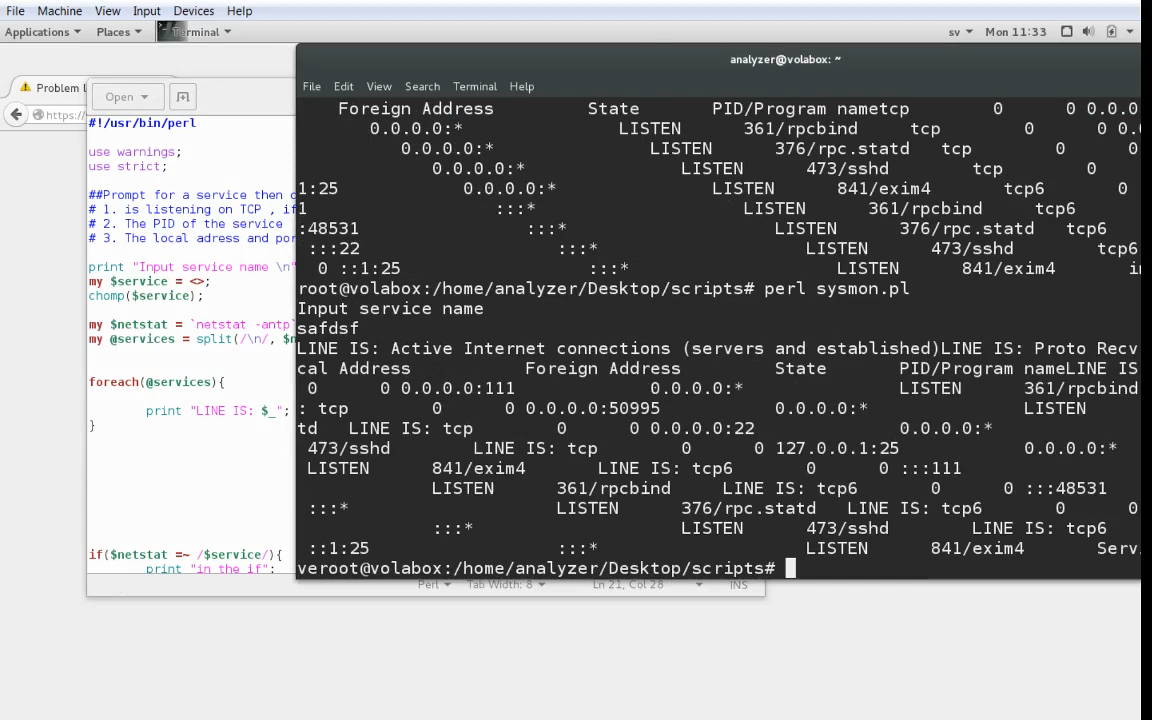 File Machine View Input Devices Help
Applications Places Terminal sv Mon 11:33
analyzer@volabox: ~
Problem l
File Edit View Search Terminal Help
Open
https:/
#!/usr/bin/perl
use warnings;
use strict;
##Prompt for a service then c
# 1. is listening on TCP , if
# 2. The PID of the service
# 3. The local adress and por
print "Input service name \n"
my $service = <>;
chomp($service);
my $netstat = `netstat -antp`
my @services = split(/\n/, $n
foreach(@services){
print "LINE IS: $_";
}
if($netstat =~ /$service/){
print "in the if";
Perl Tab Width: 8 Ln 21, Col 28 INS
Foreign Address State PID/Program nametcp 0 0 0.0.0
0.0.0.0:* LISTEN 361/rpcbind tcp 0 0 0.
0.0.0.0:* LISTEN 376/rpc.statd tcp 0 0
0.0.0.0:* LISTEN 473/sshd tcp 0
1:25 0.0.0.0:* LISTEN 841/exim4 tcp6 0
1 :::* LISTEN 361/rpcbind tcp6
:48531 :::* LISTEN 376/rpc.statd tcp6
:::22 :::* LISTEN 473/sshd tcp6
0 ::1:25 :::* LISTEN 841/exim4 i
root@volabox:/home/analyzer/Desktop/scripts# perl sysmon.pl
Input service name
safdsf
LINE IS: Active Internet connections (servers and established)LINE IS: Proto Recv
cal Address Foreign Address State PID/Program nameLINE IS
0 0 0.0.0.0:111 0.0.0.0:* LISTEN 361/rpcbind
: tcp 0 0 0.0.0.0:50995 0.0.0.0:* LISTEN
td LINE IS: tcp 0 0 0.0.0.0:22 0.0.0.0:*
473/sshd LINE IS: tcp 0 0 127.0.0.1:25 0.0.0.0:*
LISTEN 841/exim4 LINE IS: tcp6 0 0 :::111
LISTEN 361/rpcbind LINE IS: tcp6 0 0 :::48531
:::* LISTEN 376/rpc.statd LINE IS: tcp6 0 0
:::* LISTEN 473/sshd LINE IS: tcp6
::1:25 :::* LISTEN 841/exim4 Serv
veroot@volabox:/home/analyzer/Desktop/scripts#